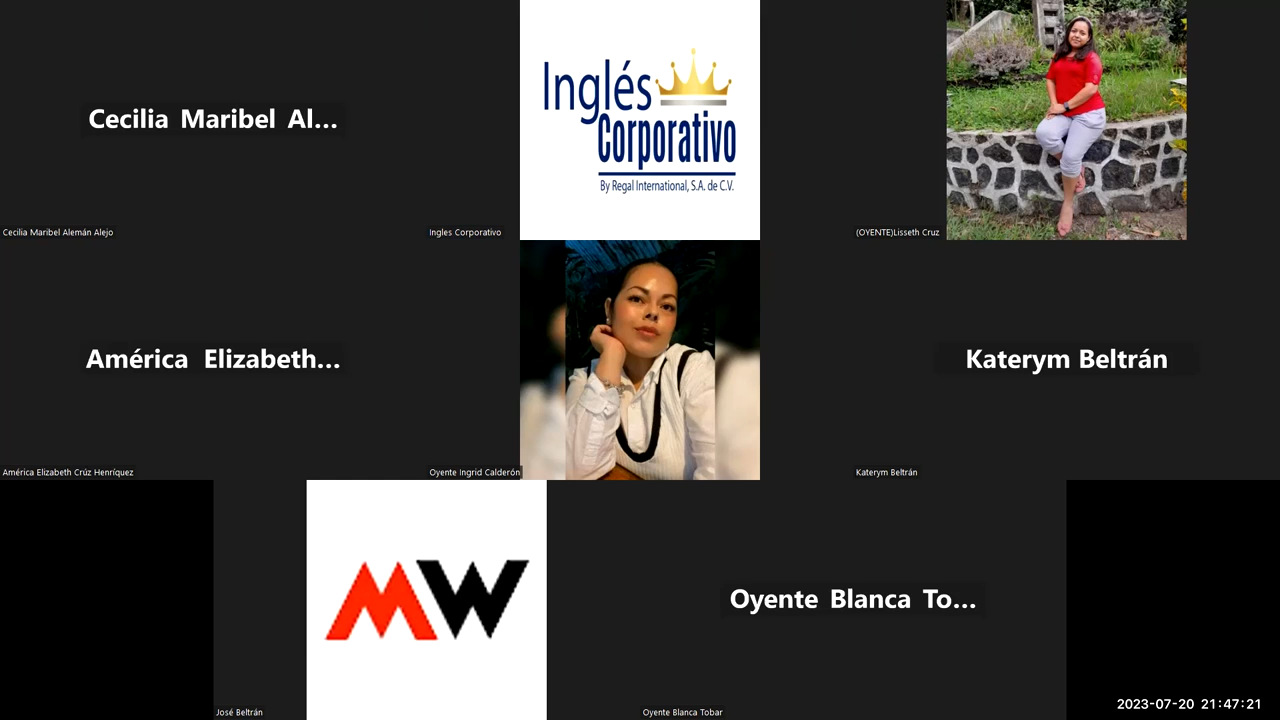 Cecilia Maribel Al...
Cecilia Maribel Alemán Alejo
Inglés
Corporativo
By Regal International, S.A. de C.V.
Ingles Corporativo
(OYENTE)Lisseth Cruz
América Elizabeth...
América Elizabeth Crúz Henríquez
Oyente Ingrid Calderón
Katerym Beltrán
Katerym Beltrán
MW
José Beltrán
Oyente Blanca To...
Oyente Blanca Tobar
2023-07-20 21:47:21